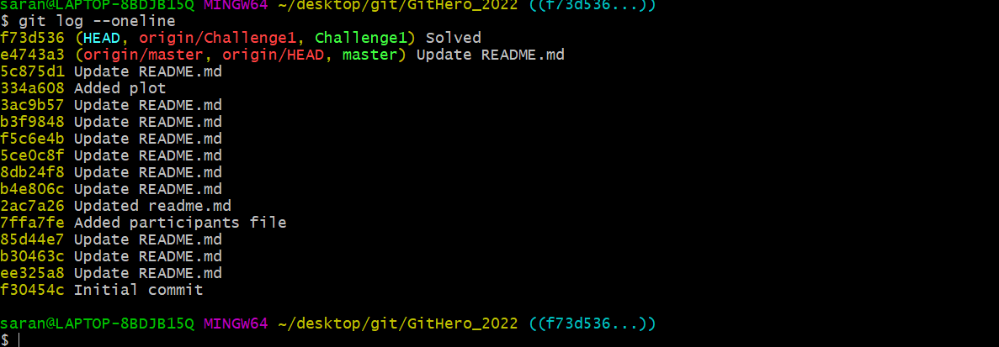 saran@LAPTOP-8BDJB15Q MINGW64 ~/desktop/git/GitHero_2022 ((f73d536...))
$ git log --oneline
f73d536 (HEAD, origin/Challenge1, Challenge1) Solved
e4743a3 (origin/master, origin/HEAD, master) Update README.md
5c875d1 Update README.md
334a608 Added plot
3ac9b57 Update README.md
b3f9848 Update README.md
f5c6e4b Update README.md
5ce0c8f Update README.md
8db24f8 Update README.md
b4e806c Update README.md
2ac7a26 Updated readme.md
7ffa7fe Added participants file
85d44e7 Update README.md
b30463c Update README.md
ee325a8 Update README.md
f30454c Initial commit
saran@LAPTOP-8BDJB15Q MINGW64 ~/desktop/git/GitHero_2022 ((f73d536...))
$